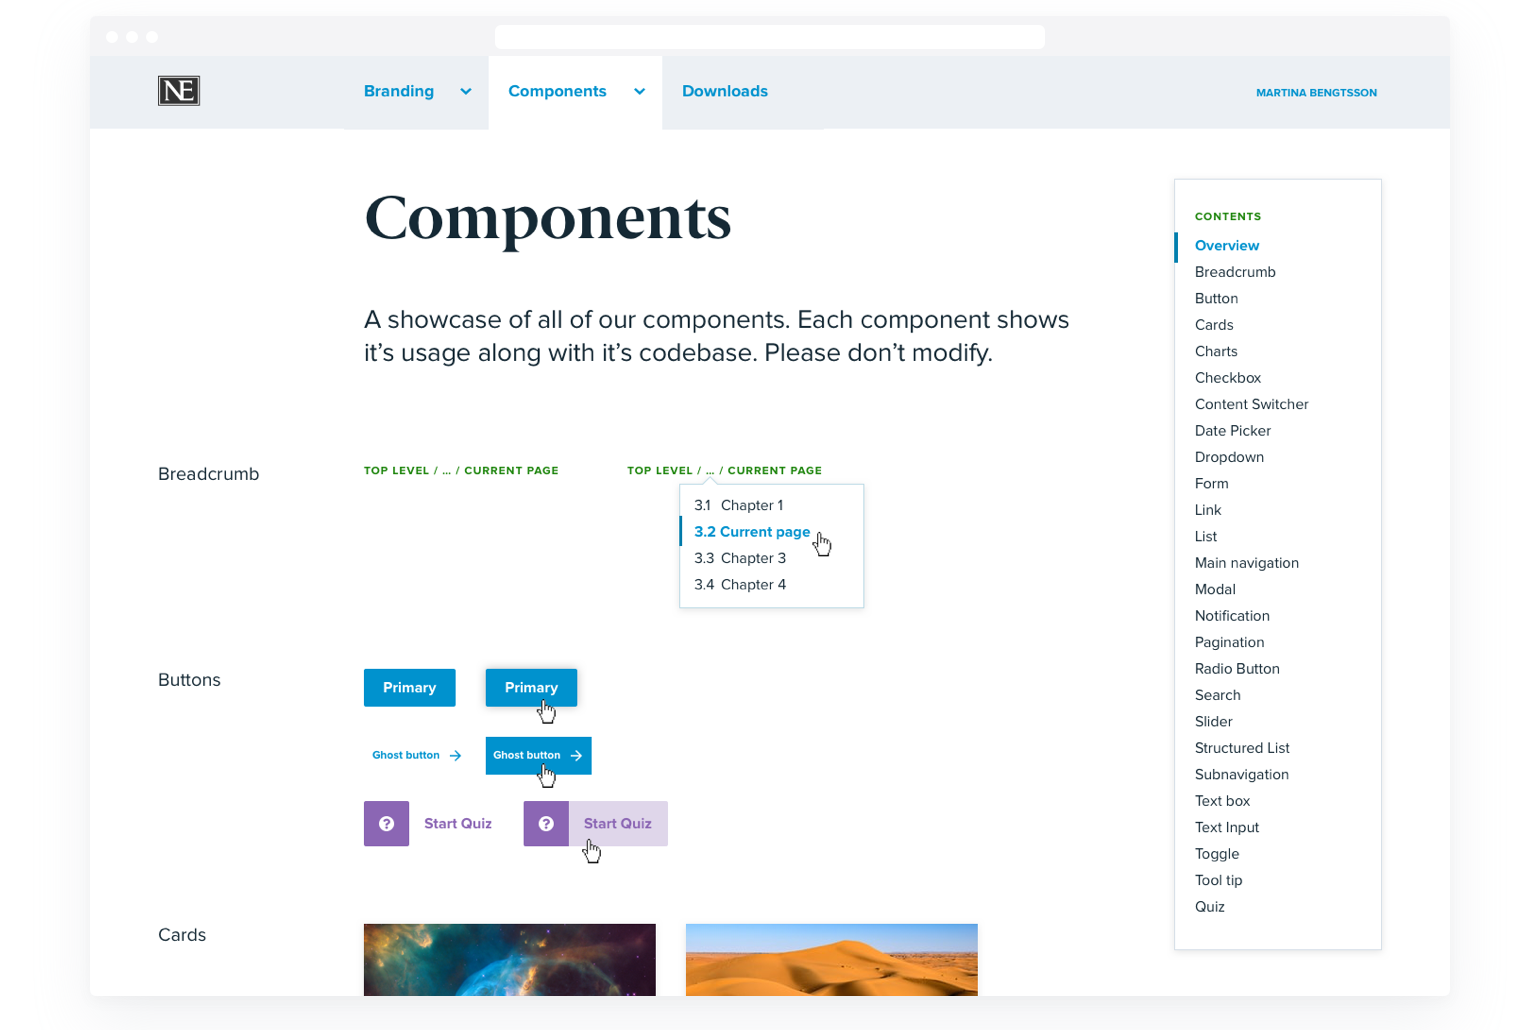 NE
Branding
Components
Downloads
MARTINA BENGTSSON
Components
A showcase of all of our components. Each component shows
it’s usage along with it’s codebase. Please don’t modify.
Breadcrumb
TOP LEVEL / ... / CURRENT PAGE
TOP LEVEL / ... / CURRENT PAGE
3.1 Chapter 1
3.2 Current page
3.3 Chapter 3
3.4 Chapter 4
Buttons
Primary
Primary
Ghost button
Ghost button
? Start Quiz
? Start Quiz
Cards
CONTENTS
Overview
Breadcrumb
Button
Cards
Charts
Checkbox
Content Switcher
Date Picker
Dropdown
Form
Link
List
Main navigation
Modal
Notification
Pagination
Radio Button
Search
Slider
Structured List
Subnavigation
Text box
Text Input
Toggle
Tool tip
Quiz